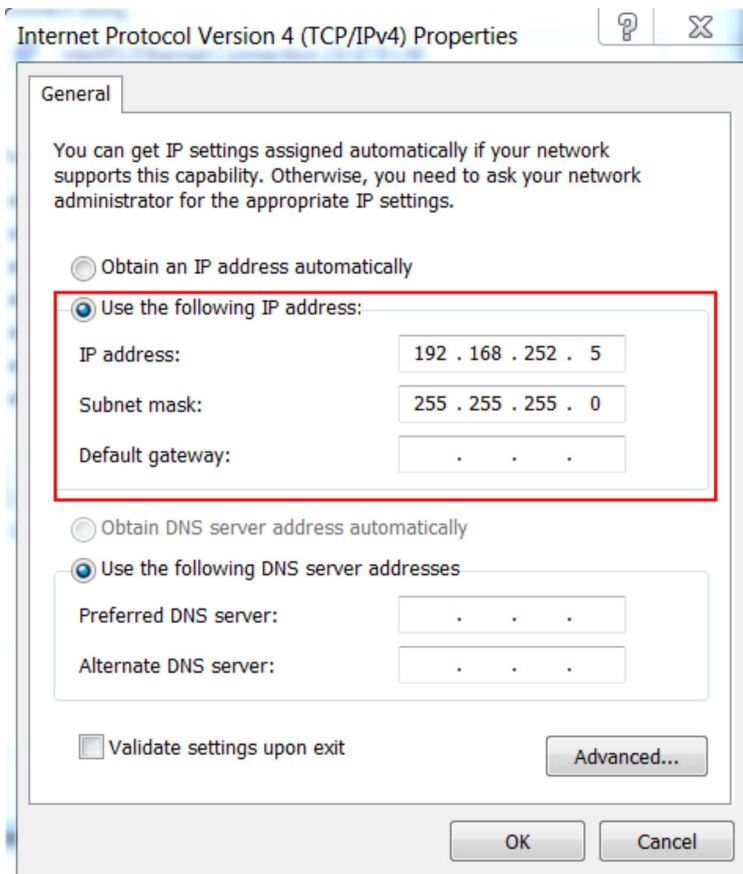 Internet Protocol Version 4 (TCP/IPv4) Properties
General
You can get IP settings assigned automatically if your network
supports this capability. Otherwise, you need to ask your network
administrator for the appropriate IP settings.
Obtain an IP address automatically
Use the following IP address:
IP address: 192 . 168 . 252 . 5
Subnet mask: 255 . 255 . 255 . 0
Default gateway: . . .
Obtain DNS server address automatically
Use the following DNS server addresses
Preferred DNS server: . . .
Alternate DNS server: . . .
Validate settings upon exit
Advanced...
OK Cancel